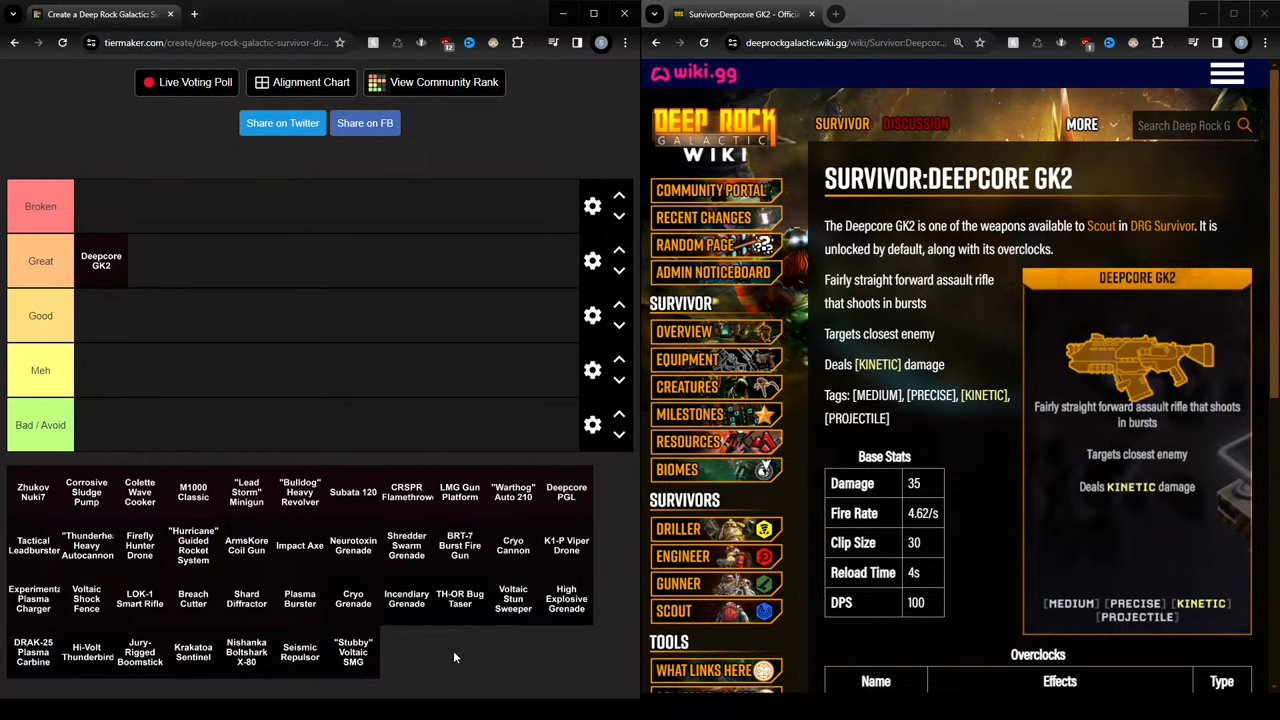 Create a Deep Rock Galactic: Su
tiermaker.com/create/deep-rock-galactic-survivor-dr...
12
S
Live Voting Poll
Alignment Chart
View Community Rank
Share on Twitter
Share on FB
Broken
Great
Deepcore
GK2
Good
Meh
Bad / Avoid
Zhukov
Nuki7
Corrosive
Sludge
Pump
Colette
Wave
Cooker
M1000
Classic
"Lead
Storm"
Minigun
"Bulldog"
Heavy
Revolver
Subata 120
CRSPR
Flamethrow
LMG Gun
Platform
"Warthog"
Auto 210
Deepcore
PGL
Tactical
Leadburster
"Thunderhea
Heavy
Autocannon
Firefly
Hunter
Drone
"Hurricane"
Guided
Rocket
System
ArmsKore
Coil Gun
Impact Axe
Neurotoxin
Grenade
Shredder
Swarm
Grenade
BRT-7
Burst Fire
Gun
Cryo
Cannon
K1-P Viper
Drone
Experimenta
Plasma
Charger
Voltaic
Shock
Fence
LOK-1
Smart Rifle
Breach
Cutter
Shard
Diffractor
Plasma
Burster
Cryo
Grenade
Incendiary
Grenade
TH-OR Bug
Taser
Voltaic
Stun
Sweeper
High
Explosive
Grenade
DRAK-25
Plasma
Carbine
Hi-Volt
Thunderbird
Jury-
Rigged
Boomstick
Krakatoa
Sentinel
Nishanka
Boltshark
X-80
Seismic
Repulsor
"Stubby"
Voltaic
SMG
Survivor:Deepcore GK2 - Offici
deeprockgalactic.wiki.gg/wiki/Survivor:Deepcor...
1
S
wiki.gg
DEEP ROCK
GALACTIC
WIKI
SURVIVOR
DISCUSSION
MORE
Search Deep Rock G
COMMUNITY PORTAL
RECENT CHANGES
RANDOM PAGE
ADMIN NOTICEBOARD
SURVIVOR
OVERVIEW
EQUIPMENT
CREATURES
MILESTONES
RESOURCES
BIOMES
SURVIVORS
DRILLER
ENGINEER
GUNNER
SCOUT
TOOLS
WHAT LINKS HERE
SURVIVOR:DEEPCORE GK2
The Deepcore GK2 is one of the weapons available to Scout in DRG Survivor. It is
unlocked by default, along with its overclocks.
Fairly straight forward assault rifle
that shoots in bursts
Targets closest enemy
Deals [KINETIC] damage
Tags: [MEDIUM], [PRECISE], [KINETIC],
[PROJECTILE]
Base Stats
Damage 35
Fire Rate 4.62/s
Clip Size 30
Reload Time 4s
DPS 100
DEEPCORE GK2
Fairly straight forward assault rifle that shoots
in bursts
Targets closest enemy
Deals KINETIC damage
[MEDIUM] [PRECISE] [KINETIC]
[PROJECTILE]
Overclocks
Name Effects Type